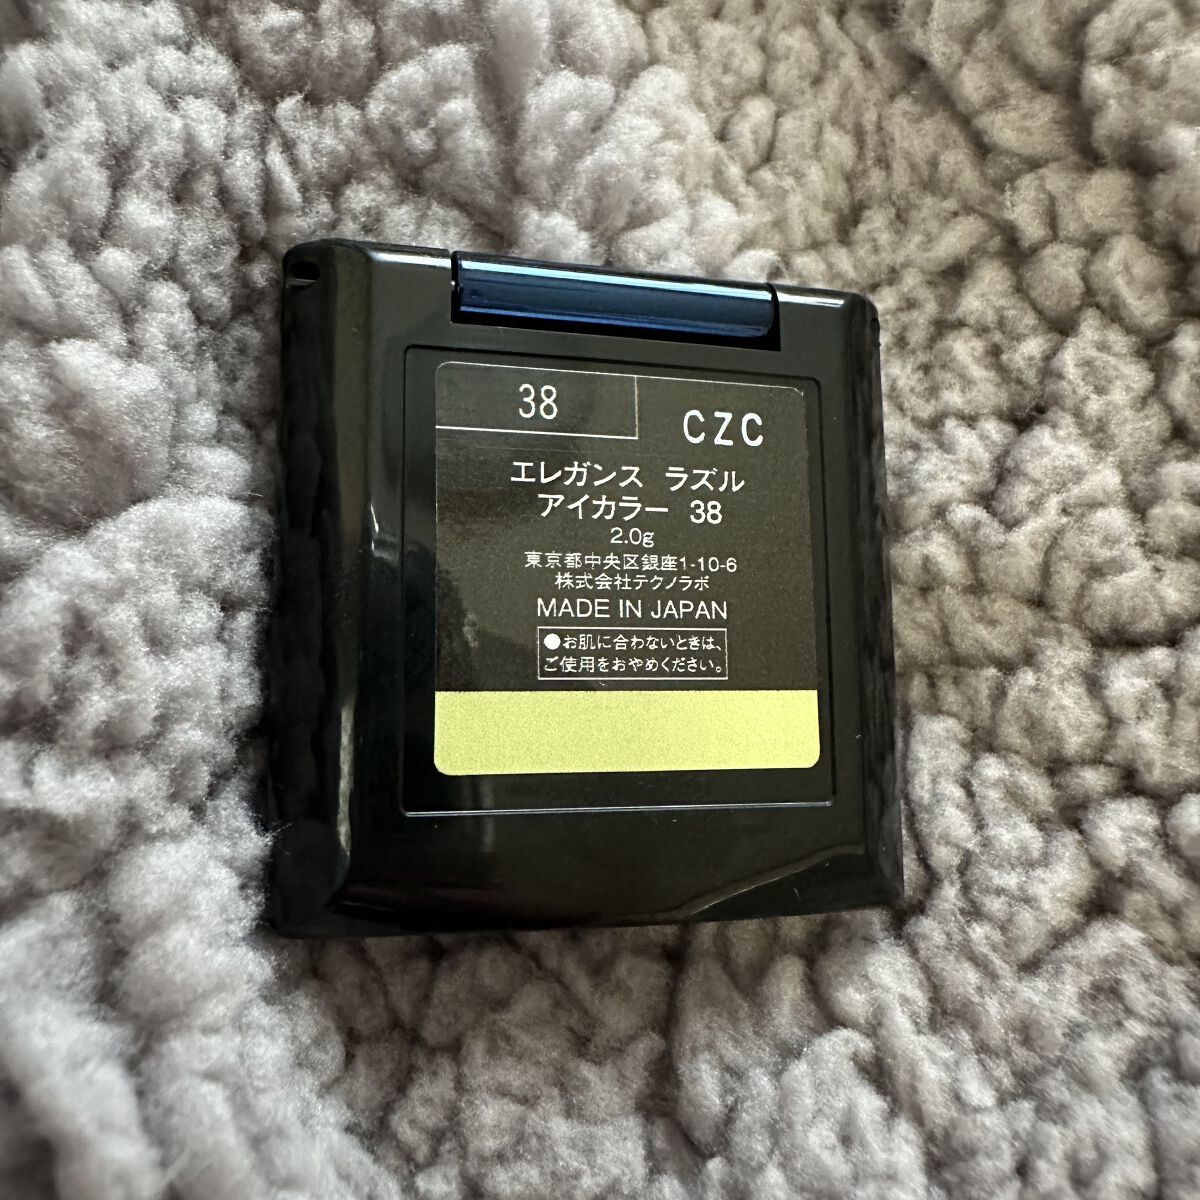 38
CZC
エレガンス ラズル
アイカラー 38
2.0g
東京都中央区銀座1-10-6
株式会社テクノラボ
MADE IN JAPAN
●お肌に合わないときは、
ご使用をおやめください。